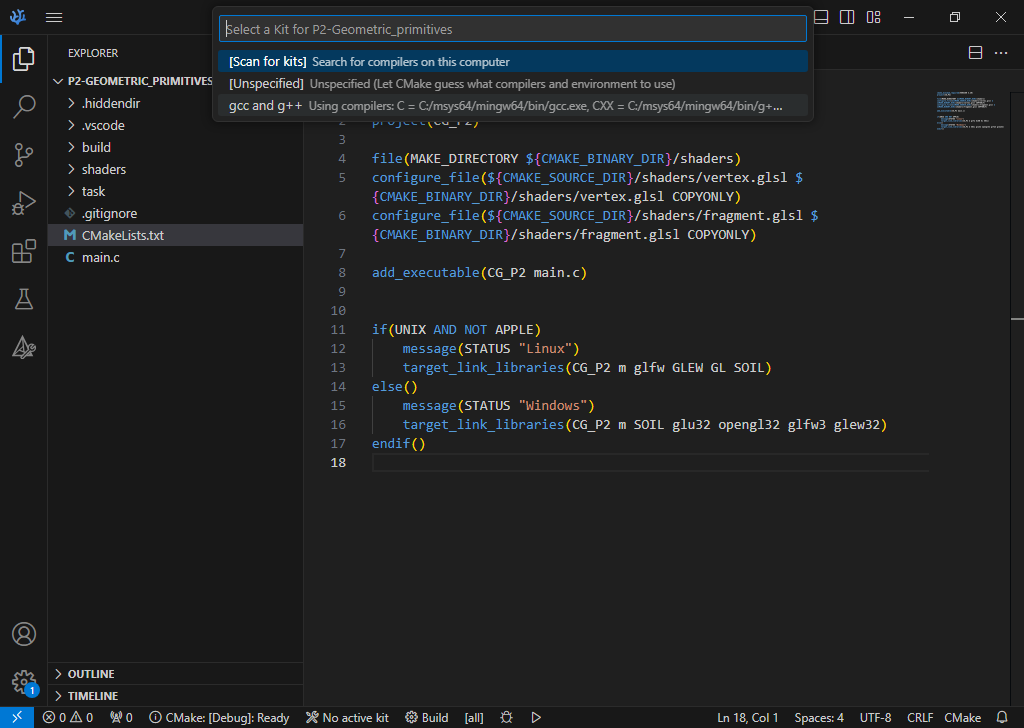 Select a Kit for P2-Geometric_primitives
[Scan for kits] Search for compilers on this computer
[Unspecified] Unspecified (Let CMake guess what compilers and environment to use)
gcc and g++ Using compilers: C = C:/msys64/mingw64/bin/gcc.exe, CXX = C:/msys64/mingw64/bin/g+...
EXPLORER
P2-GEOMETRIC_PRIMITIVES
.hiddendir
.vscode
build
shaders
task
.gitignore
M CMakeLists.txt
C main.c
OUTLINE
TIMELINE
2 project(CG_P2)
3
4 file(MAKE_DIRECTORY ${CMAKE_BINARY_DIR}/shaders)
5 configure_file(${CMAKE_SOURCE_DIR}/shaders/vertex.glsl $
{CMAKE_BINARY_DIR}/shaders/vertex.glsl COPYONLY)
6 configure_file(${CMAKE_SOURCE_DIR}/shaders/fragment.glsl $
{CMAKE_BINARY_DIR}/shaders/fragment.glsl COPYONLY)
7
8 add_executable(CG_P2 main.c)
9
10
11 if(UNIX AND NOT APPLE)
12 message(STATUS "Linux")
13 target_link_libraries(CG_P2 m glfw GLEW GL SOIL)
14 else()
15 message(STATUS "Windows")
16 target_link_libraries(CG_P2 m SOIL glu32 opengl32 glfw3 glew32)
17 endif()
18
1
0 0 0 CMake: [Debug]: Ready No active kit Build [all] Ln 18, Col 1 Spaces: 4 UTF-8 CRLF CMake